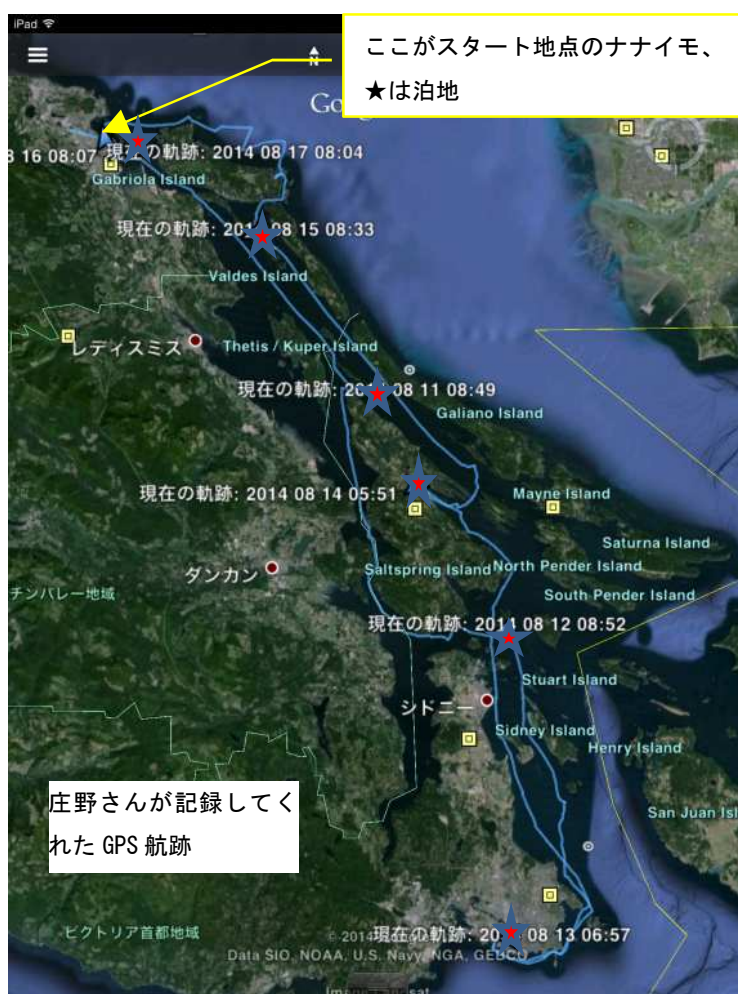 iPad
N
ここがスタート地点のナナイモ、
★は泊地
16 08:07
現在の軌跡: 2014 08 17 08:04
Gabriola Island
現在の軌跡: 08 15 08:33
Valdes Island
レディスミス
Thetis / Kuper Island
現在の軌跡: 08 11 08:49
Galiano Island
現在の軌跡: 2014 08 14 05:51
Mayne Island
Saturna Island
ダンカン
Saltspring Island
North Pender Island
チンバレー地域
South Pender Island
現在の軌跡: 2014 08 12 08:52
Stuart Island
シドニー
Sidney Island
Henry Island
庄野さんが記録してく
れた GPS 航跡
San Juan Isl
ビクトリア首都地域
© 2014
現在の軌跡: 08 13 06:57
Data SIO, NOAA, U.S. Navy, NGA, GEBCO